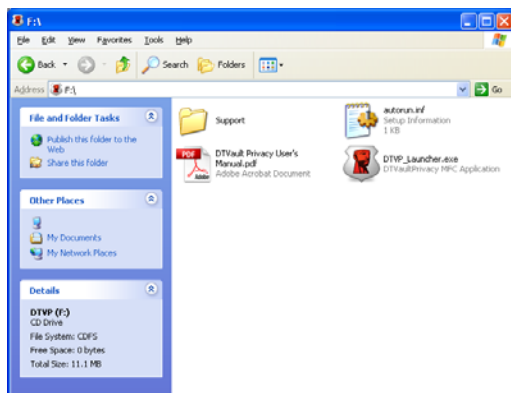 F:\
File Edit View Favorites Tools Help
Back Search Folders
Address F:\ Go
File and Folder Tasks
Publish this folder to the
Web
Share this folder
Other Places
My Documents
My Network Places
Details
DTVP (F:)
CD Drive
File System: CDFS
Free Space: 0 bytes
Total Size: 11.1 MB
Support
autorun.inf
Setup Information
1 KB
PDF
Adobe
DTVault Privacy User's
Manual.pdf
Adobe Acrobat Document
DTVP_Launcher.exe
DTVaultPrivacy MFC Application